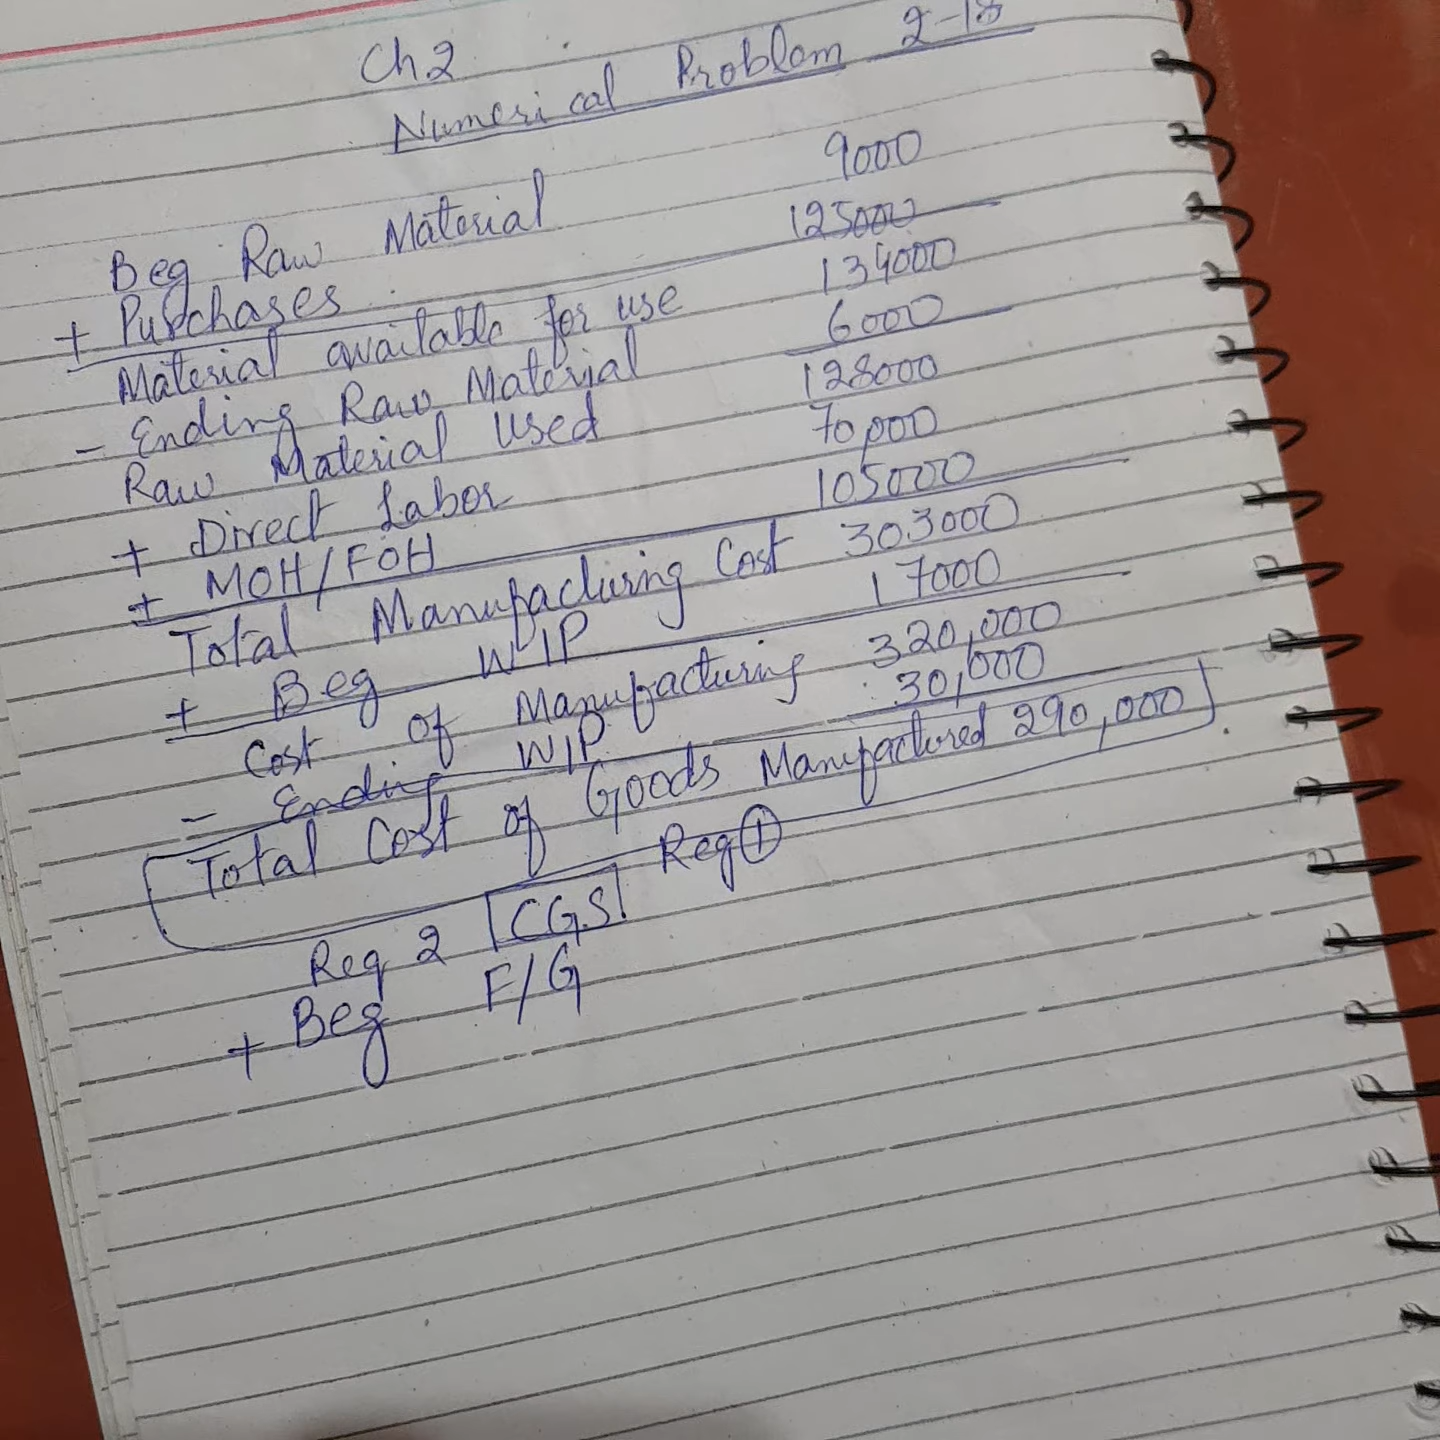 Ch2
Numerical Problem 2-18
Beg Raw Material 9000
+ Purchases 125000
Material available for use 134000
- Ending Raw Material 6000
Raw Material Used 128000
+ Direct Labor 70,000
+ MOH/FOH 105000
Total Manufacturing Cost 303000
+ Beg WIP 17000
Cost of Manufacturing 320,000
- Ending WIP 30,000
Total Cost of Goods Manufactured 290,000
Req ①
Req 2 CGS
+ Beg F/G